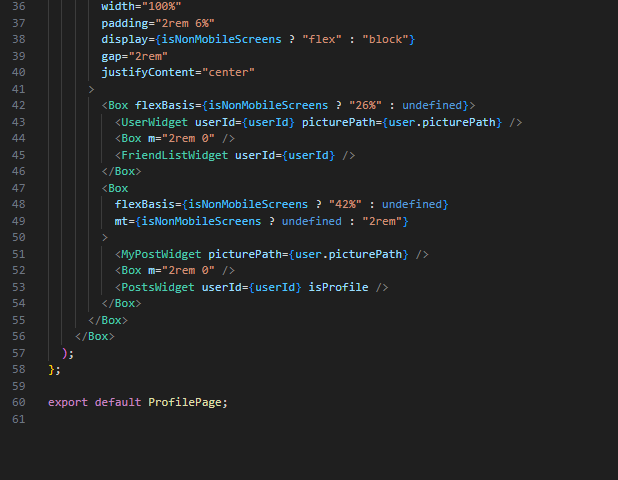 36 width="100%"
37 padding="2rem 6%"
38 display={isNonMobileScreens ? "flex" : "block"}
39 gap="2rem"
40 justifyContent="center"
41 >
42 <Box flexBasis={isNonMobileScreens ? "26%" : undefined}>
43 <UserWidget userId={userId} picturePath={user.picturePath} />
44 <Box m="2rem 0" />
45 <FriendListWidget userId={userId} />
46 </Box>
47 <Box
48 flexBasis={isNonMobileScreens ? "42%" : undefined}
49 mt={isNonMobileScreens ? undefined : "2rem"}
50 >
51 <MyPostWidget picturePath={user.picturePath} />
52 <Box m="2rem 0" />
53 <PostsWidget userId={userId} isProfile />
54 </Box>
55 </Box>
56 </Box>
57 );
58 };
59
60 export default ProfilePage;
61